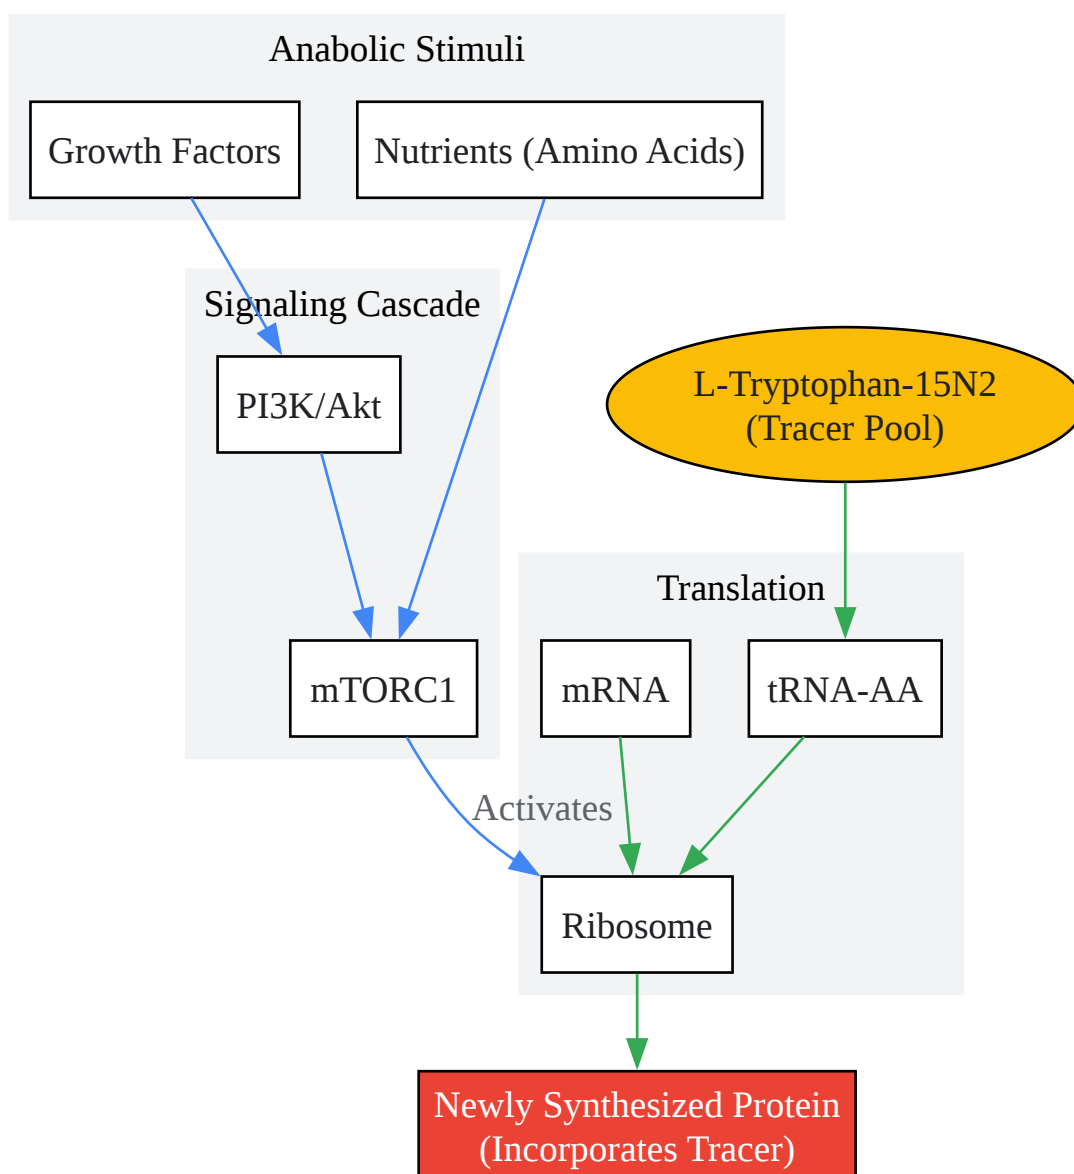 Anabolic Stimuli
Growth Factors
Nutrients (Amino Acids)
Signaling Cascade
PI3K/Akt
L-Tryptophan-15N2
(Tracer Pool)
Translation
mTORC1
mRNA
tRNA-AA
Activates
Ribosome
Newly Synthesized Protein
(Incorporates Tracer)